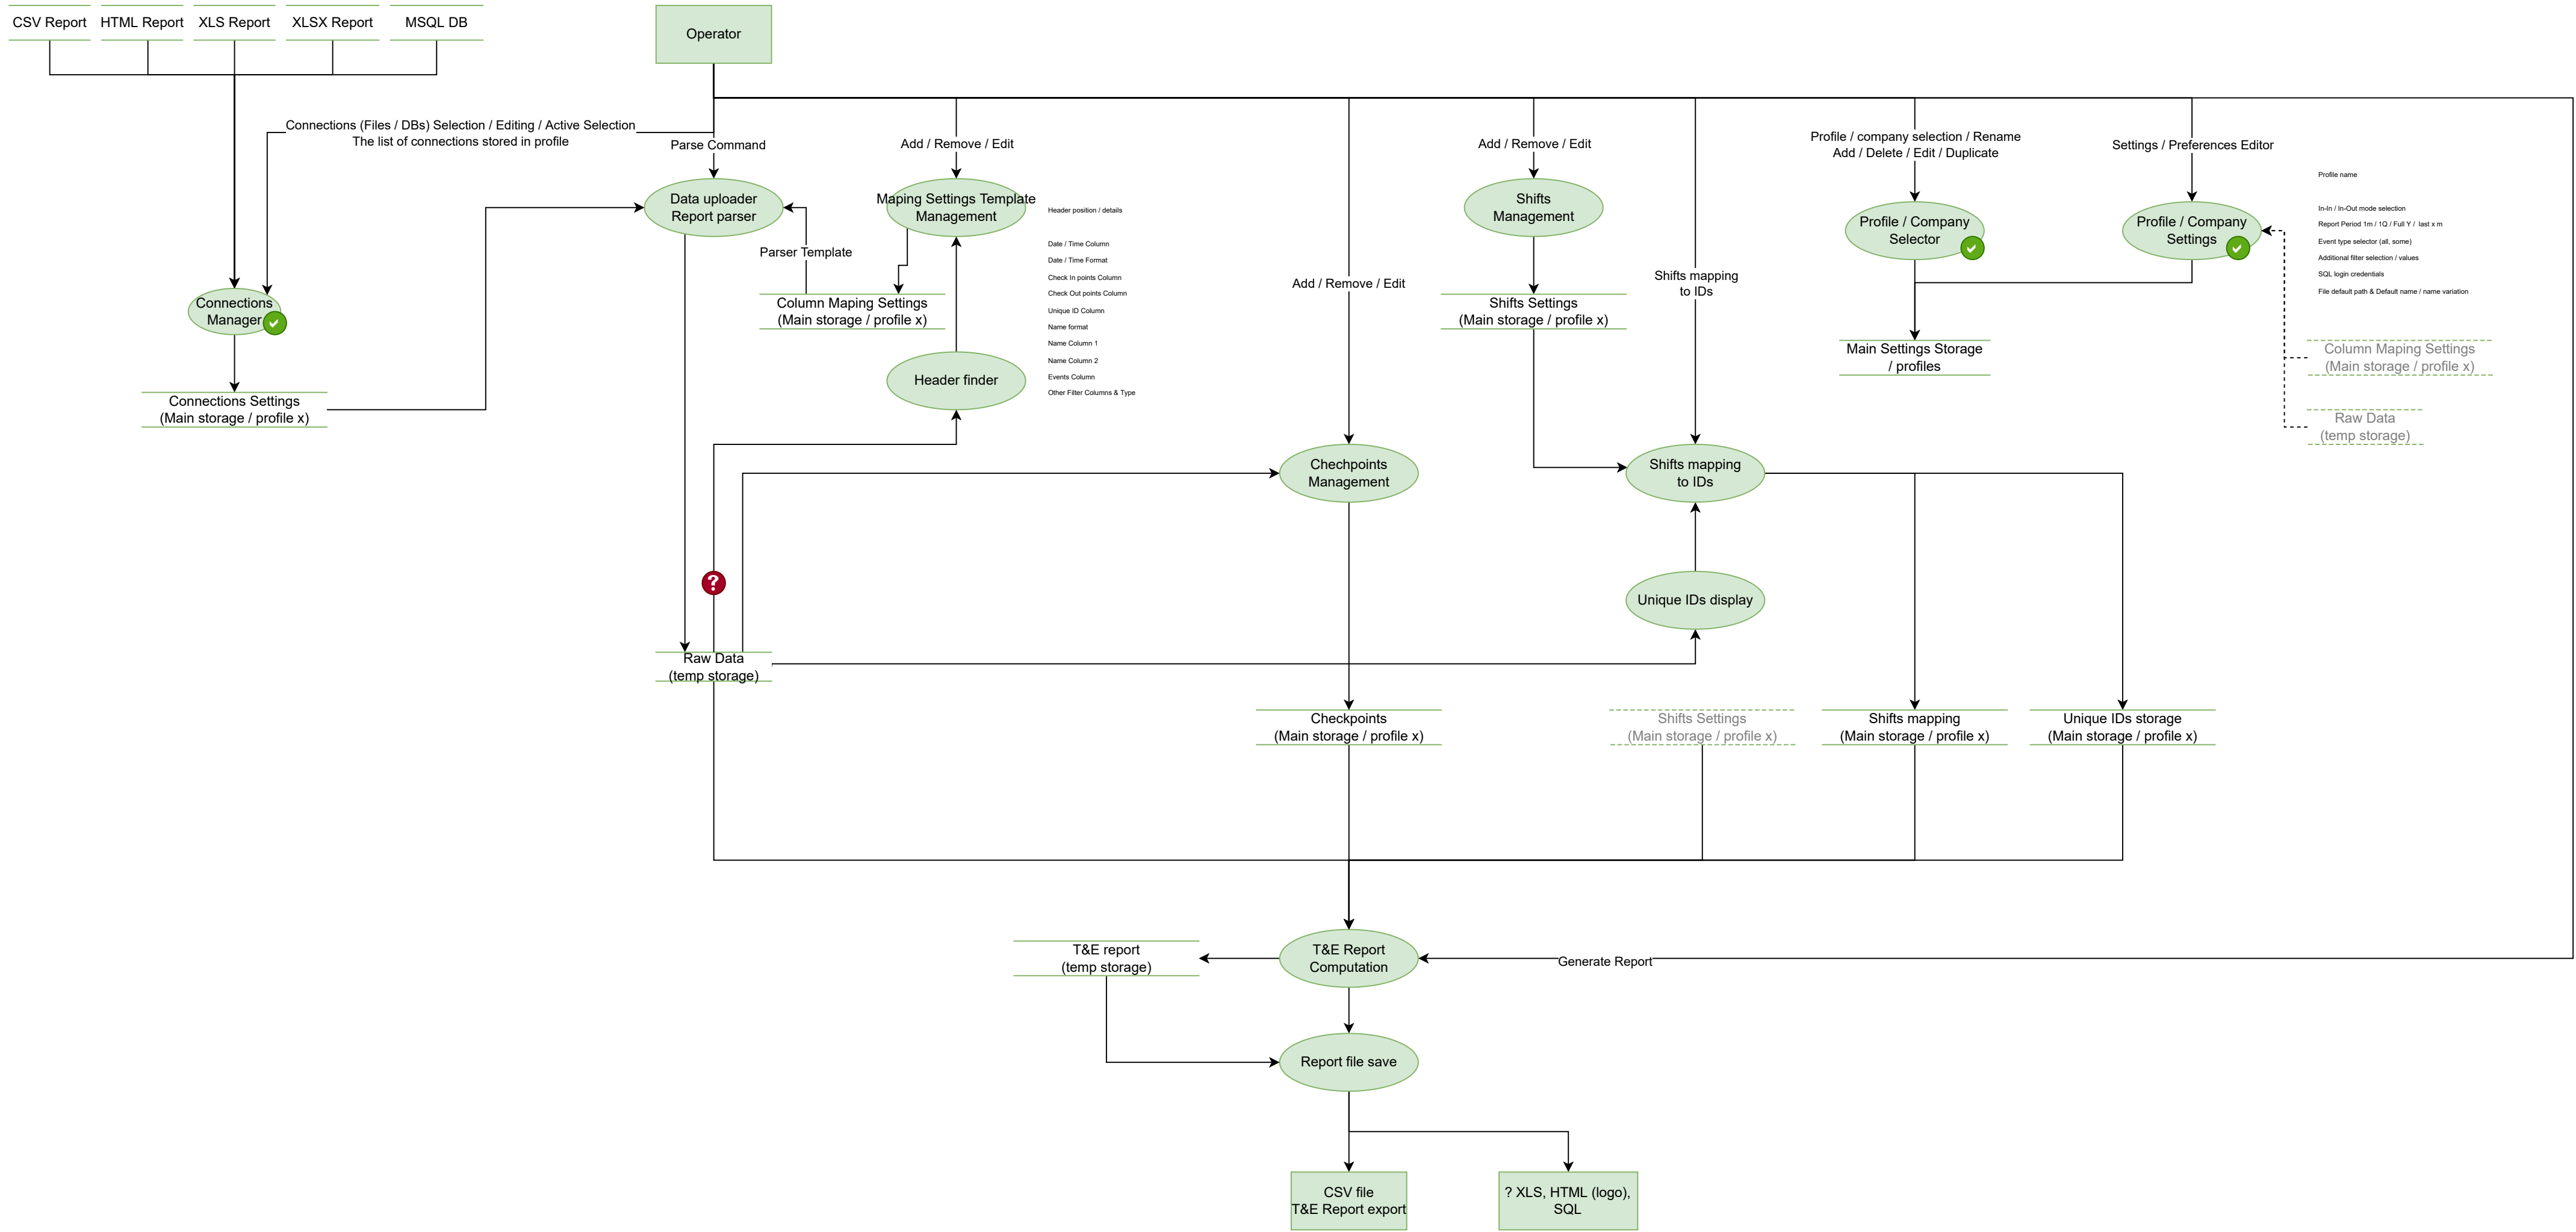 CSV Report
HTML Report
XLS Report
XLSX Report
MSQL DB
Operator
Connections (Files / DBs) Selection / Editing / Active Selection
The list of connections stored in profile
Parse Command
Add / Remove / Edit
Add / Remove / Edit
Profile / company selection / Rename
Add / Delete / Edit / Duplicate
Settings / Preferences Editor
Profile name
In-In / In-Out mode selection
Report Period 1m / 1Q / Full Y / last x m
Event type selector (all, some)
Additional filter selection / values
SQL login credentials
File default path & Default name / name variation
Data uploader
Report parser
Maping Settings Template
Management
Header position / details
Date / Time Column
Date / Time Format
Check In points Column
Check Out points Column
Unique ID Column
Name format
Name Column 1
Name Column 2
Events Column
Other Filter Columns & Type
Shifts
Management
Profile / Company
Selector
Profile / Company
Settings
Parser Template
Connections
Manager
Column Maping Settings
(Main storage / profile x)
Add / Remove / Edit
Shifts Settings
(Main storage / profile x)
Shifts mapping
to IDs
Main Settings Storage
/ profiles
Column Maping Settings
(Main storage / profile x)
Raw Data
(temp storage)
Header finder
Connections Settings
(Main storage / profile x)
Chechpoints
Management
Shifts mapping
to IDs
?
Unique IDs display
Raw Data
(temp storage)
Checkpoints
(Main storage / profile x)
Shifts Settings
(Main storage / profile x)
Shifts mapping
(Main storage / profile x)
Unique IDs storage
(Main storage / profile x)
T&E report
(temp storage)
T&E Report
Computation
Generate Report
Report file save
CSV file
T&E Report export
? XLS, HTML (logo),
SQL